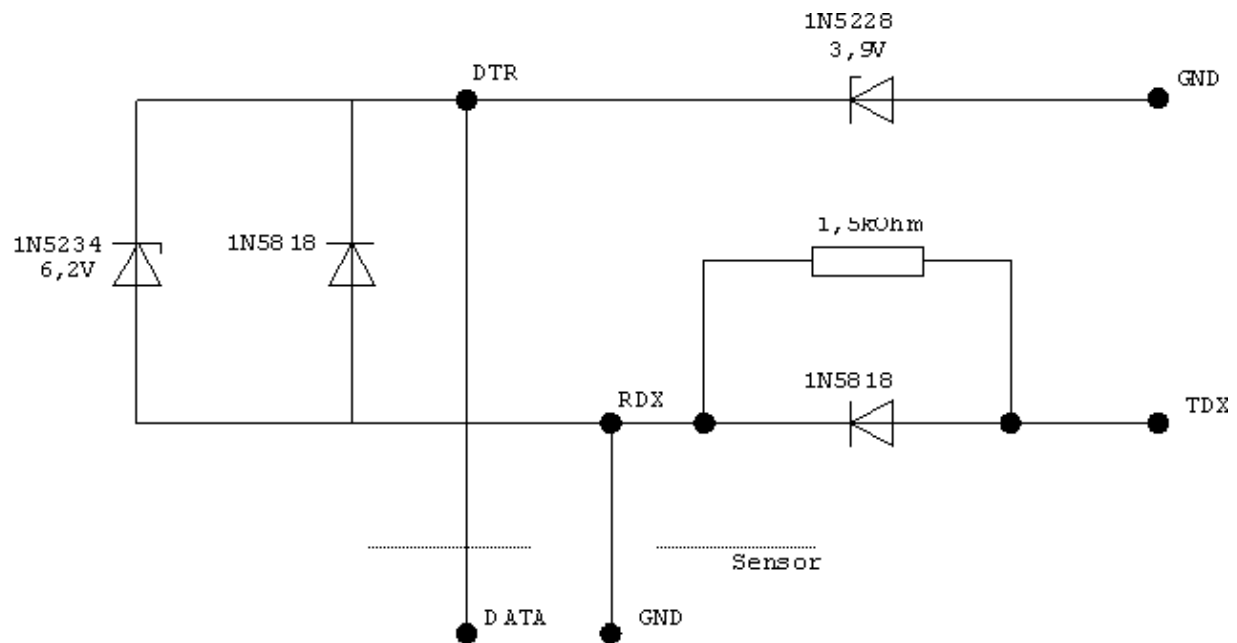 1N5228
3,9V
DTR
GND
1N5234
6,2V
1N5818
1,5kOhm
1N5818
RDX
TDX
Sensor
DATA
GND